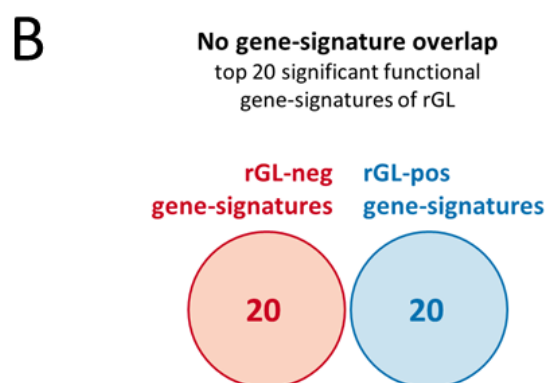 B
No gene-signature overlap
top 20 significant functional
gene-signatures of rGL
rGL-neg
gene-signatures
rGL-pos
gene-signatures
20
20